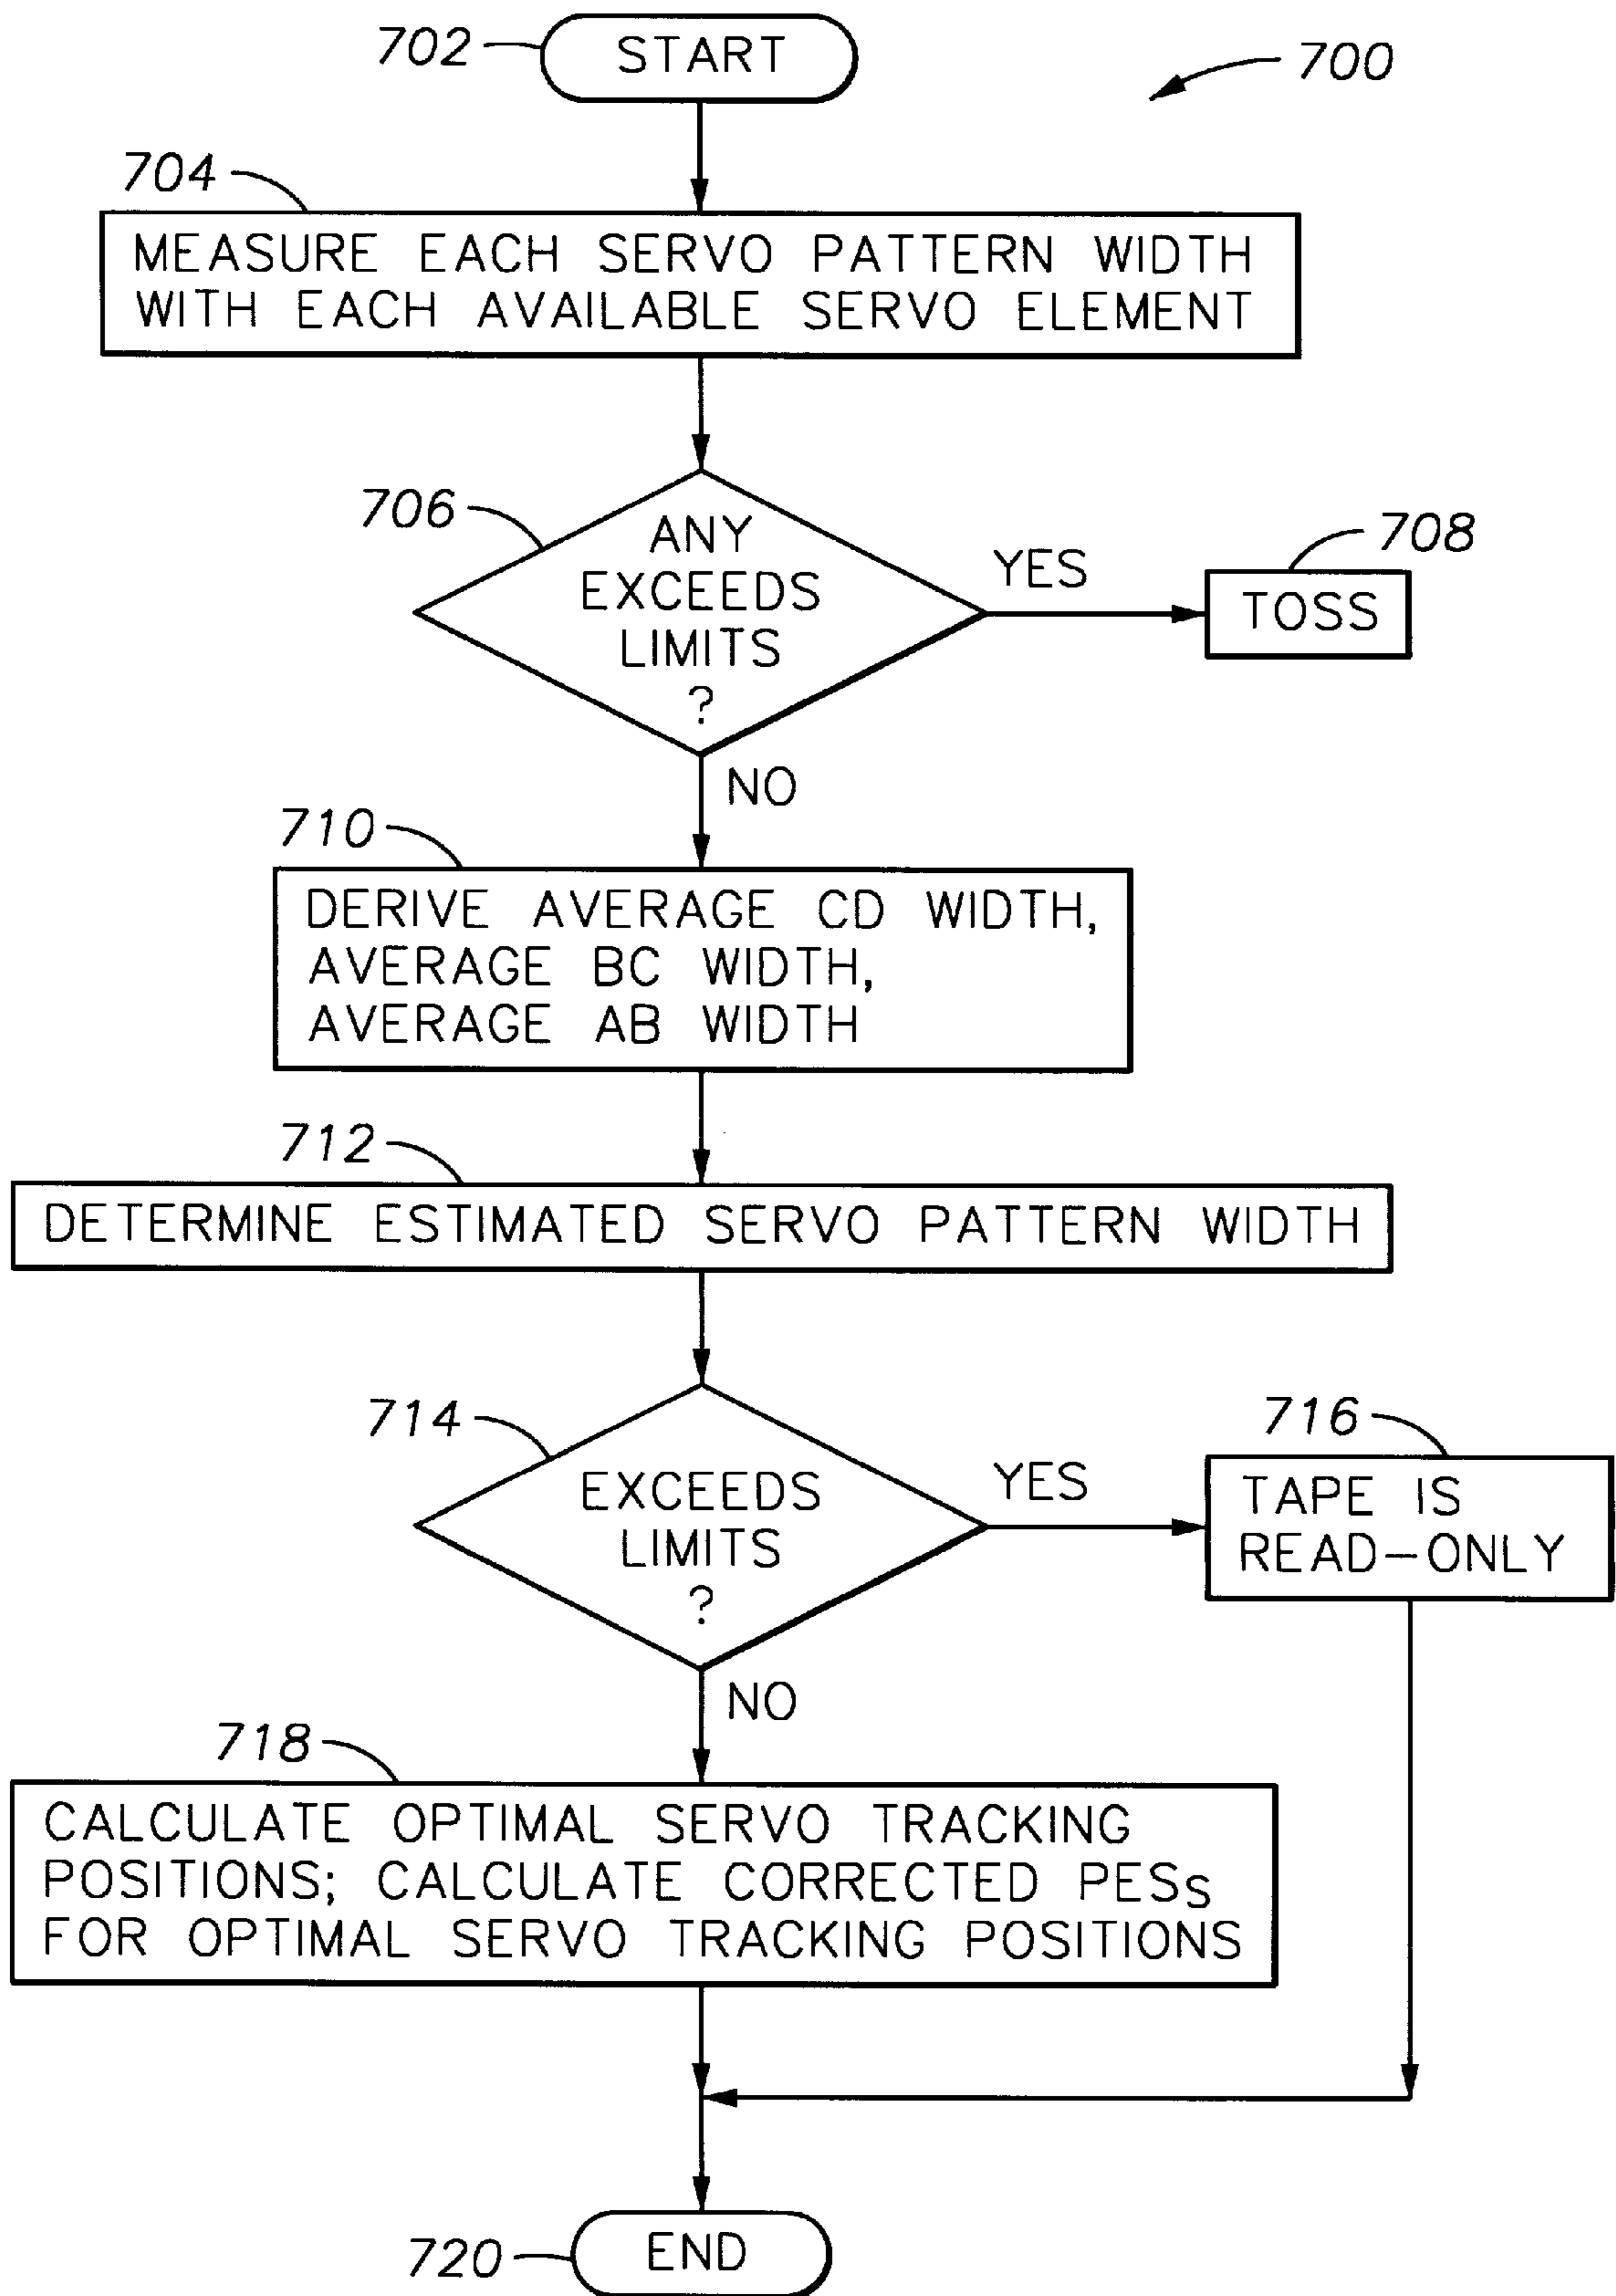 702
START
700
704
MEASURE EACH SERVO PATTERN WIDTH
WITH EACH AVAILABLE SERVO ELEMENT
706
ANY
EXCEEDS
LIMITS
?
YES
708
TOSS
NO
710
DERIVE AVERAGE CD WIDTH,
AVERAGE BC WIDTH,
AVERAGE AB WIDTH
712
DETERMINE ESTIMATED SERVO PATTERN WIDTH
714
EXCEEDS
LIMITS
?
YES
716
TAPE IS
READ-ONLY
NO
718
CALCULATE OPTIMAL SERVO TRACKING
POSITIONS; CALCULATE CORRECTED PESs
FOR OPTIMAL SERVO TRACKING POSITIONS
720
END